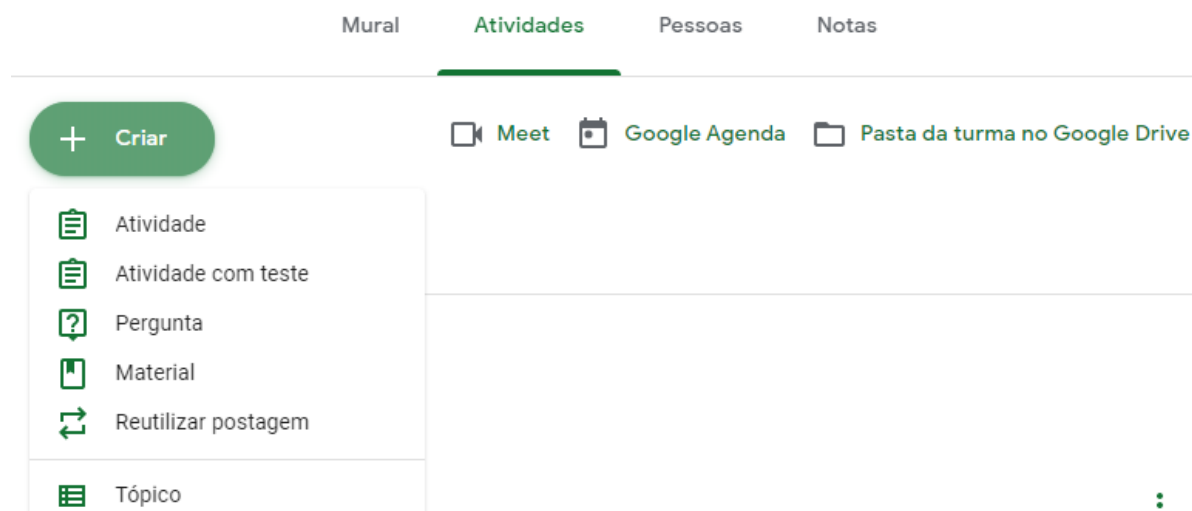 Mural Atividades Pessoas Notas
Criar Meet Google Agenda Pasta da turma no Google Drive
Atividade
Atividade com teste
Pergunta
Material
Reutilizar postagem
Tópico